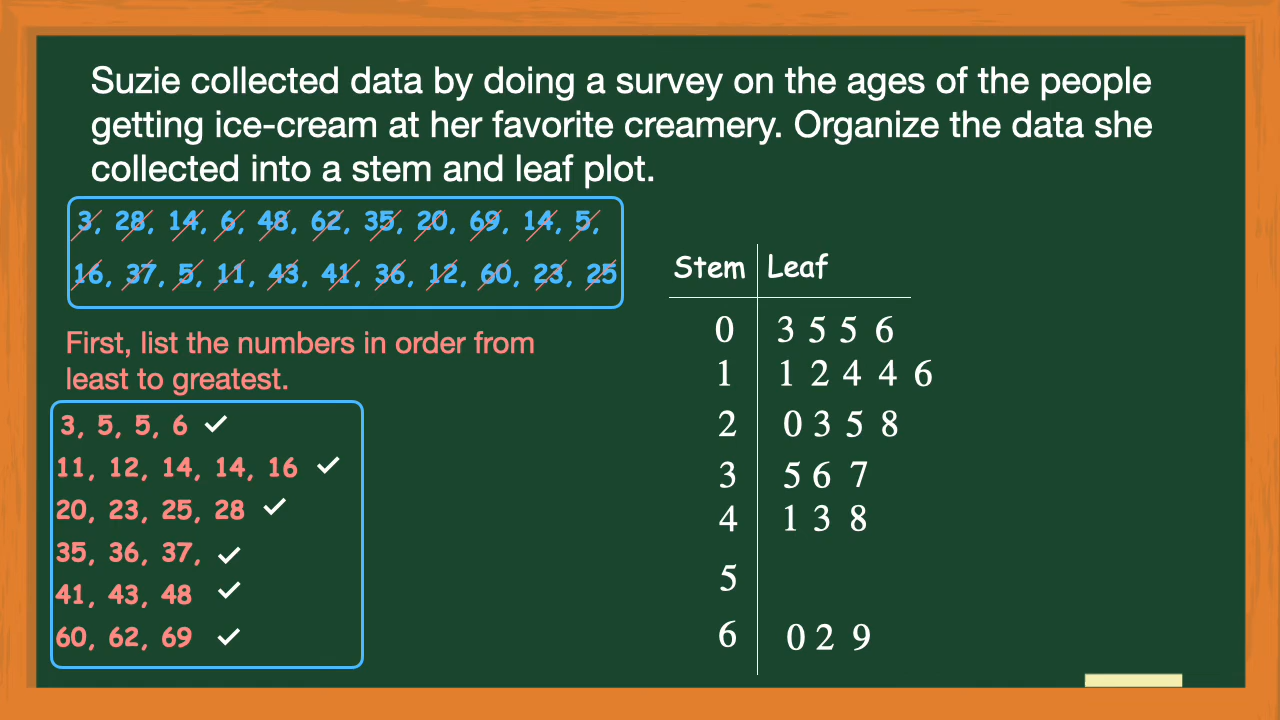 Suzie collected data by doing a survey on the ages of the people
getting ice-cream at her favorite creamery. Organize the data she
collected into a stem and leaf plot.
3, 28, 14, 6, 48, 62, 35, 20, 69, 14, 5,
16, 37, 5, 11, 43, 41, 36, 12, 60, 23, 25
First, list the numbers in order from
least to greatest.
3, 5, 5, 6
11, 12, 14, 14, 16
20, 23, 25, 28
35, 36, 37,
41, 43, 48
60, 62, 69
Stem Leaf
0 3 5 5 6
1 1 2 4 4 6
2 0 3 5 8
3 5 6 7
4 1 3 8
5
6 0 2 9